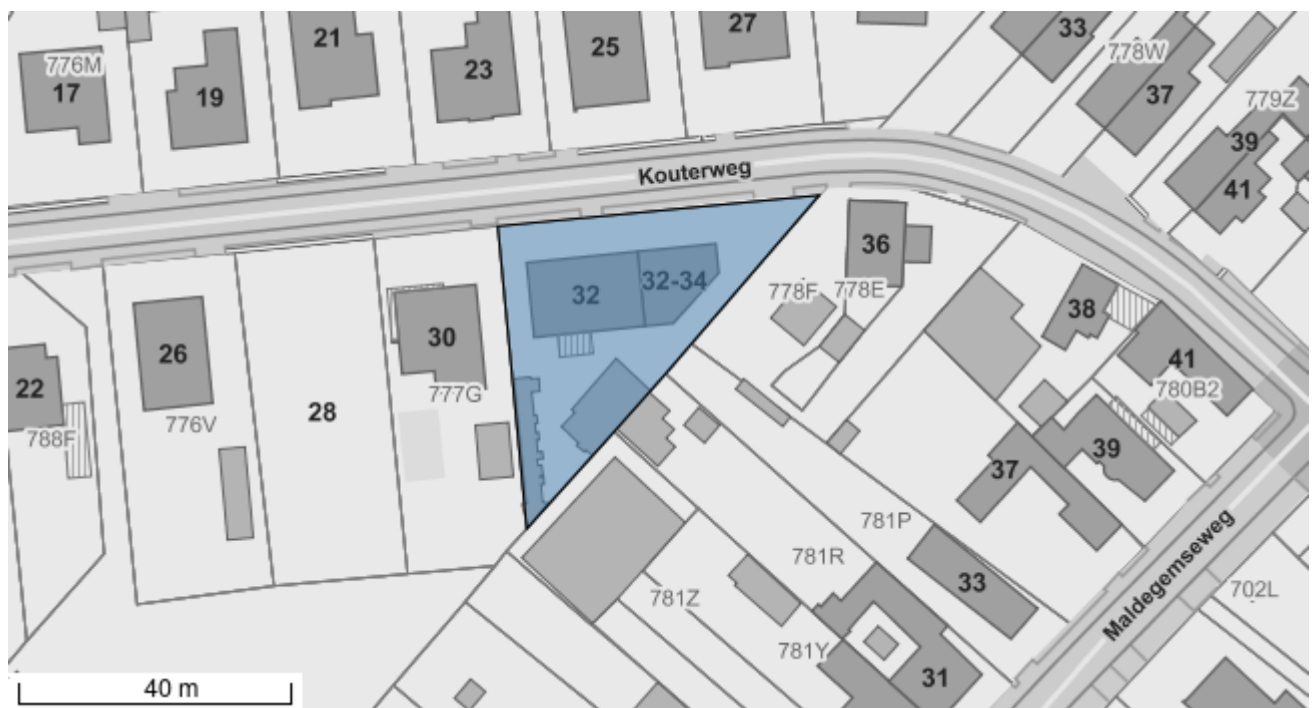 21
23
25
27
33
778W
776M
17
19
37
779Z
39
41
Kouterweg
36
32
32-34
778F
778E
30
38
26
28
777G
41
780B2
22
788F
776V
39
37
781P
781R
33
781Z
702L
781Y
31
Maldegemseweg
40 m